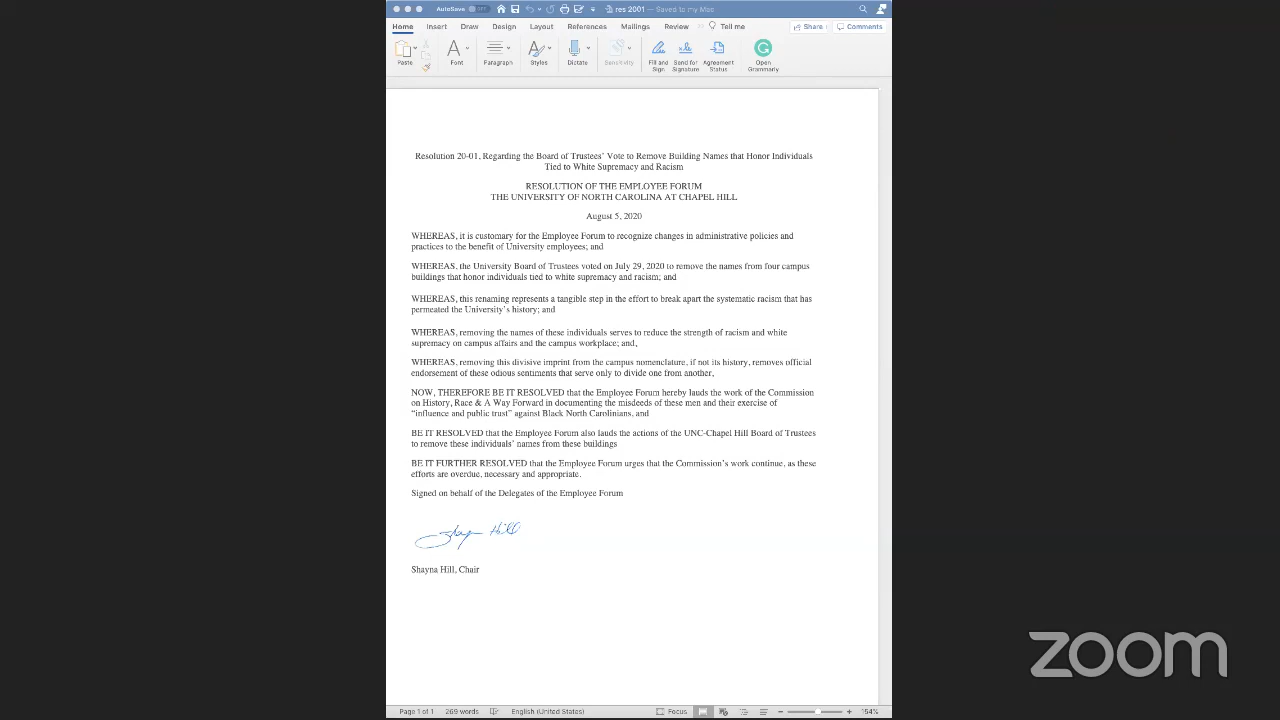 AutoSave OFF res 2001 — Saved to my Mac
Home Insert Draw Design Layout References Mailings Review Tell me Share Comments
Paste Font Paragraph Styles Dictate Sensitivity Fill and Sign Send for Signature Agreement Status Open Grammarly
Resolution 20-01, Regarding the Board of Trustees' Vote to Remove Building Names that Honor Individuals
Tied to White Supremacy and Racism
RESOLUTION OF THE EMPLOYEE FORUM
THE UNIVERSITY OF NORTH CAROLINA AT CHAPEL HILL
August 5, 2020
WHEREAS, it is customary for the Employee Forum to recognize changes in administrative policies and
practices to the benefit of University employees; and
WHEREAS, the University Board of Trustees voted on July 29, 2020 to remove the names from four campus
buildings that honor individuals tied to white supremacy and racism; and
WHEREAS, this renaming represents a tangible step in the effort to break apart the systematic racism that has
permeated the University's history; and
WHEREAS, removing the names of these individuals serves to reduce the strength of racism and white
supremacy on campus affairs and the campus workplace; and,
WHEREAS, removing this divisive imprint from the campus nomenclature, if not its history, removes official
endorsement of these odious sentiments that serve only to divide one from another,
NOW, THEREFORE BE IT RESOLVED that the Employee Forum hereby lauds the work of the Commission
on History, Race & A Way Forward in documenting the misdeeds of these men and their exercise of
"influence and public trust" against Black North Carolinians, and
BE IT RESOLVED that the Employee Forum also lauds the actions of the UNC-Chapel Hill Board of Trustees
to remove these individuals' names from these buildings
BE IT FURTHER RESOLVED that the Employee Forum urges that the Commission's work continue, as these
efforts are overdue, necessary and appropriate.
Signed on behalf of the Delegates of the Employee Forum
Shayna Hill
Shayna Hill, Chair
zoom
Page 1 of 1 269 words English (United States) Focus 154%